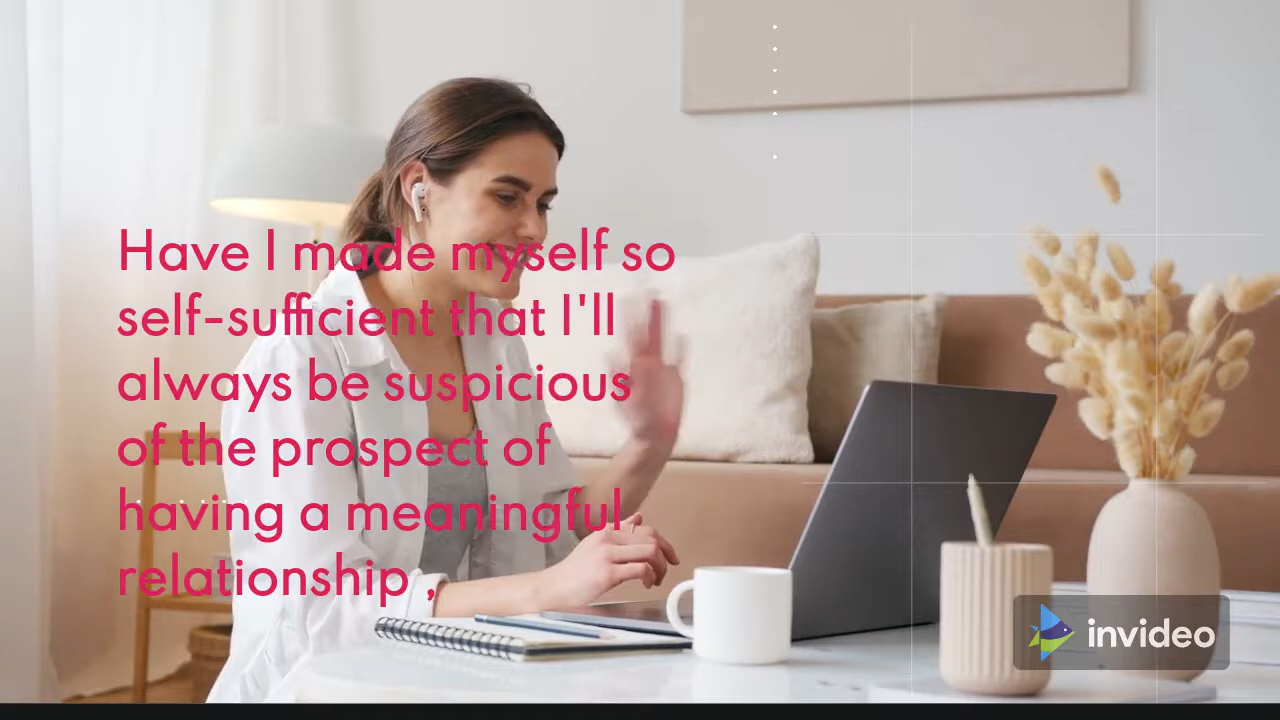 Have I made myself so
self-sufficient that I'll
always be suspicious
of the prospect of
having a meaningful
relationship ,
invideo